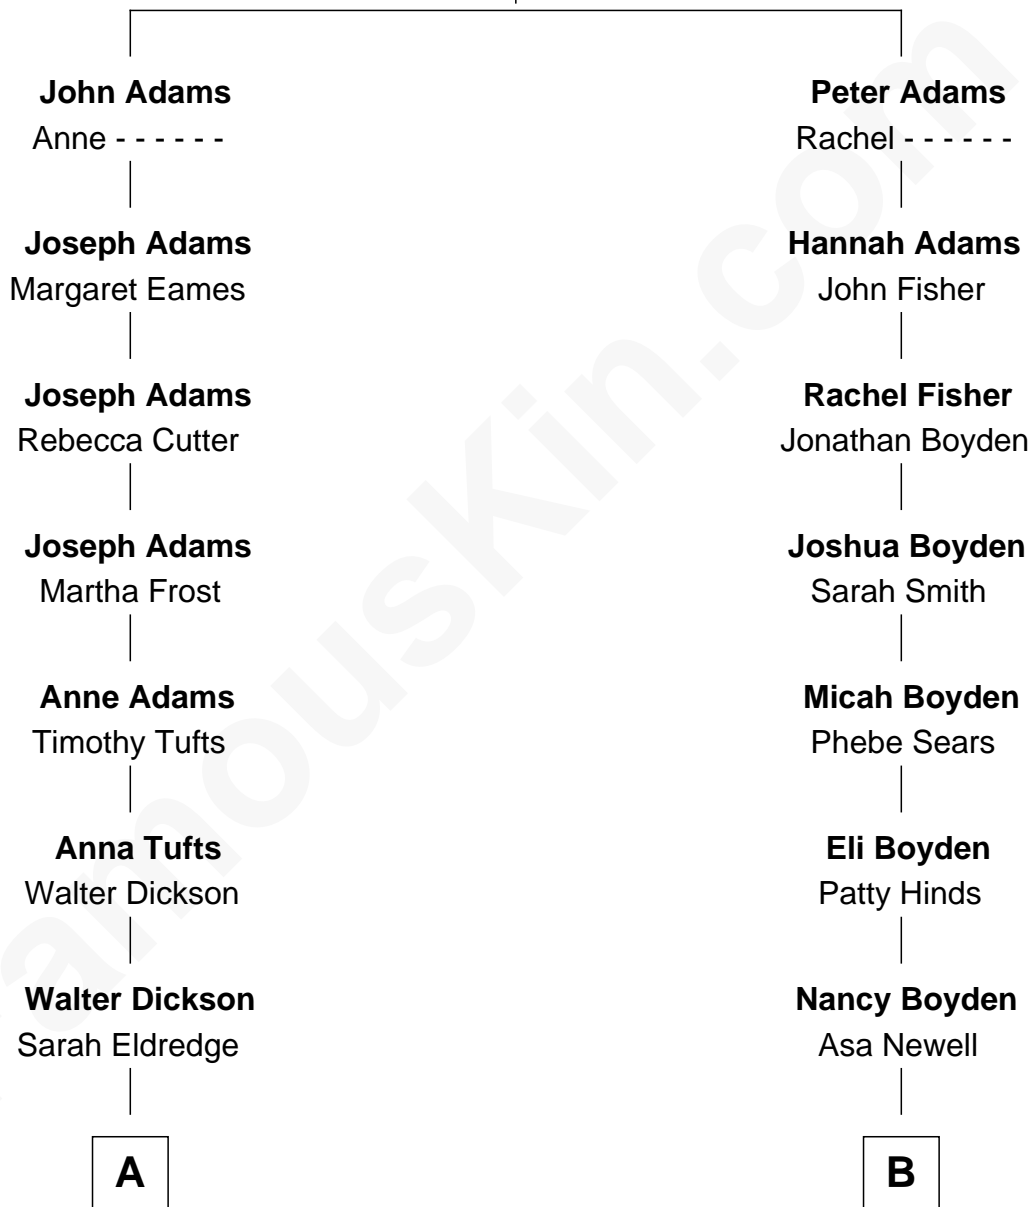 John Adams
Anne - - - - - -
Joseph Adams
Margaret Eames
Joseph Adams
Rebecca Cutter
Joseph Adams
Martha Frost
Anne Adams
Timothy Tufts
Anna Tufts
Walter Dickson
Walter Dickson
Sarah Eldredge
A
Peter Adams
Rachel - - - - - -
Hannah Adams
John Fisher
Rachel Fisher
Jonathan Boyden
Joshua Boyden
Sarah Smith
Micah Boyden
Phebe Sears
Eli Boyden
Patty Hinds
Nancy Boyden
Asa Newell
B
amouskin.com